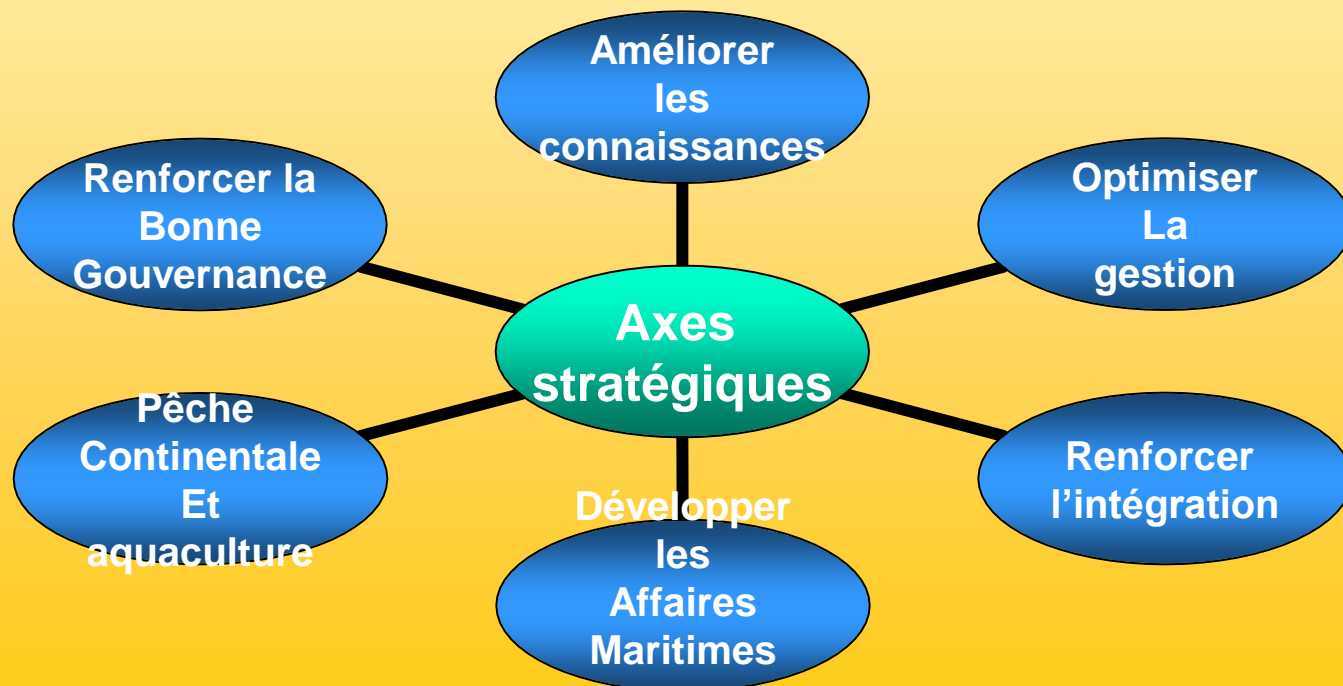 Améliorer
les
connaissances
Renforcer la
Bonne
Gouvernance
Optimiser
La
gestion
Axes
stratégiques
Pêche
Continentale
Et
aquaculture
Renforcer
l’intégration
Développer
les
Affaires
Maritimes